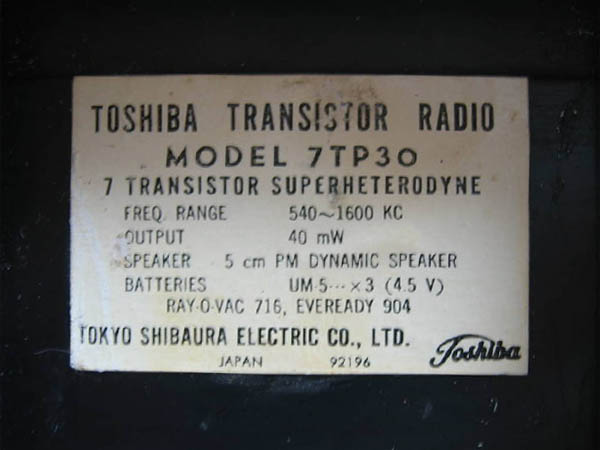 TOSHIBA TRANSISTOR RADIO
MODEL 7TP30
7 TRANSISTOR SUPERHETERODYNE
FREQ. RANGE 540~1600 KC
OUTPUT 40 mW
SPEAKER 5 cm PM DYNAMIC SPEAKER
BATTERIES UM-5···×3 (4.5 V)
RAY-O-VAC 716, EVEREADY 904
TOKYO SHIBAURA ELECTRIC CO., LTD.
JAPAN 92196
Toshiba